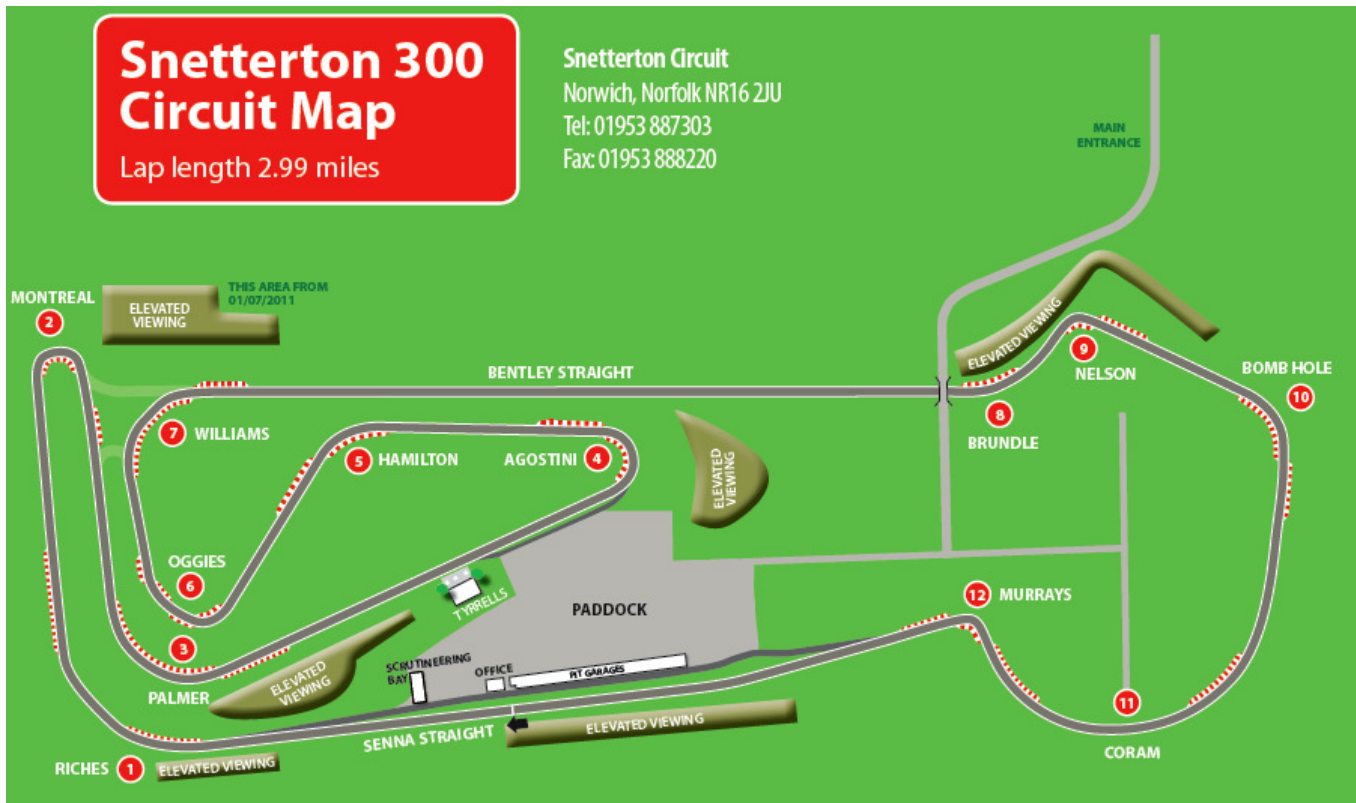 Snetterton 300
Circuit Map
Lap length 2.99 miles
Snetterton Circuit
Norwich, Norfolk NR16 2JU
Tel: 01953 887303
Fax: 01953 888220
MAIN
ENTRANCE
THIS AREA FROM
01/07/2011
MONTREAL
2
ELEVATED
VIEWING
ELEVATED VIEWING
9
NELSON
BOMB HOLE
10
BENTLEY STRAIGHT
8
BRUNDLE
7 WILLIAMS
5 HAMILTON
AGOSTINI 4
ELEVATED
VIEWING
OGGIES
6
TYRRELLS
PADDOCK
12 MURRAYS
3
PALMER
ELEVATED
VIEWING
SCRUTINEERING
BAY
OFFICE
PIT GARAGES
11
CORAM
SENNA STRAIGHT
ELEVATED VIEWING
RICHES 1
ELEVATED VIEWING